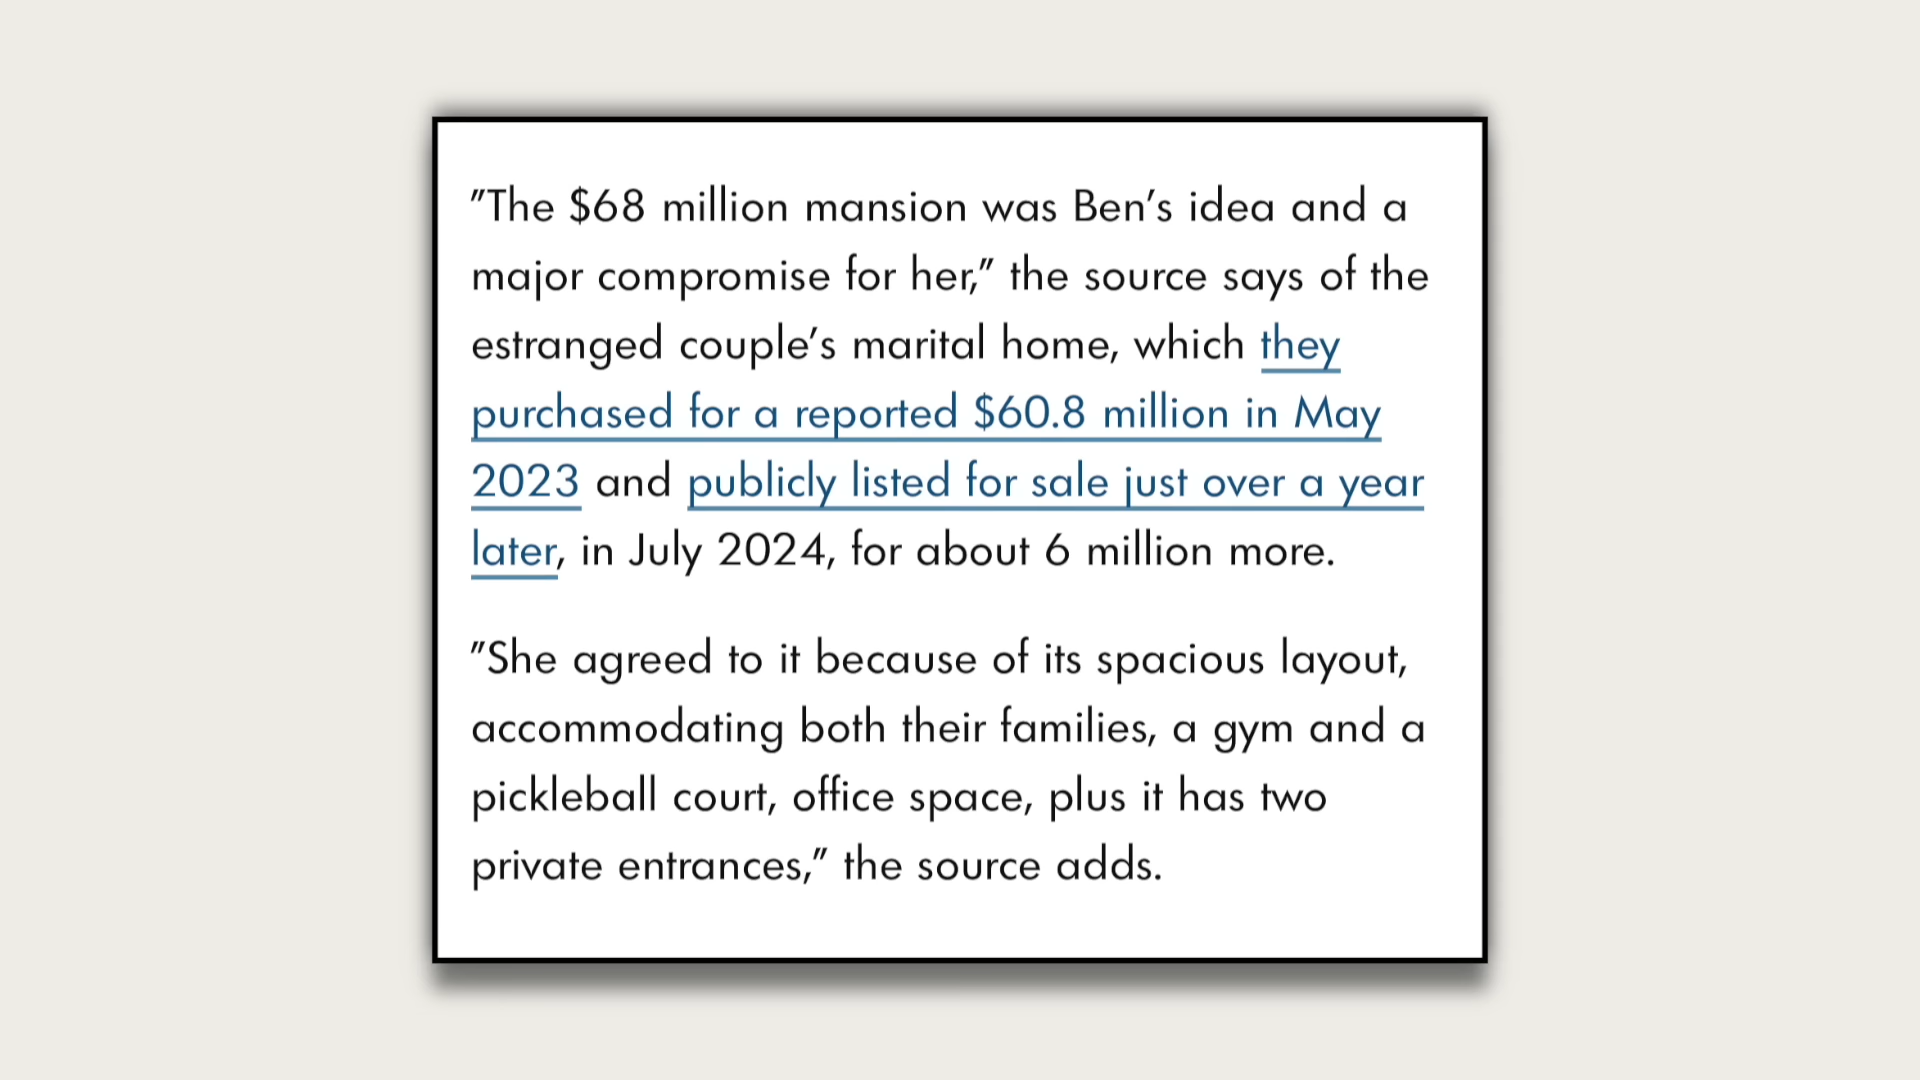 "The $68 million mansion was Ben's idea and a
major compromise for her," the source says of the
estranged couple's marital home, which they
purchased for a reported $60.8 million in May
2023 and publicly listed for sale just over a year
later, in July 2024, for about 6 million more.
"She agreed to it because of its spacious layout,
accommodating both their families, a gym and a
pickleball court, office space, plus it has two
private entrances," the source adds.